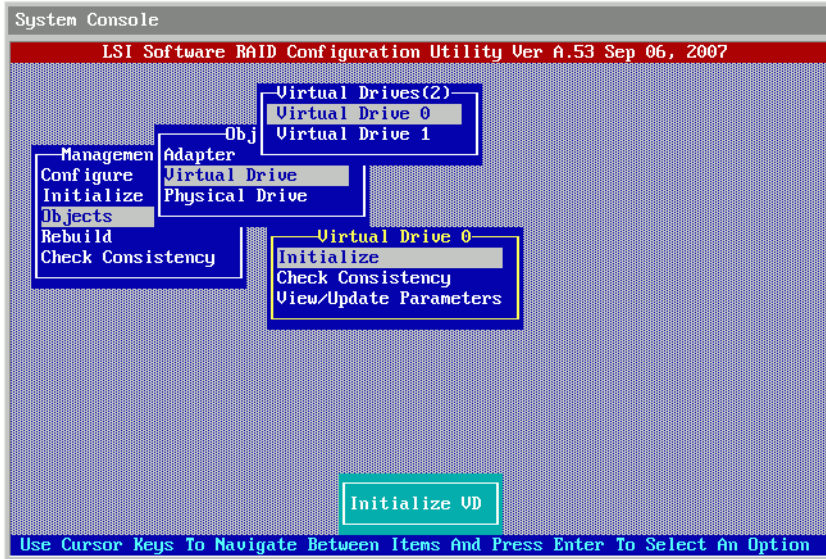 System Console
LSI Software RAID Configuration Utility Ver A.53 Sep 06, 2007
Virtual Drives(2)
Virtual Drive 0
Virtual Drive 1
Obj
Adapter
Virtual Drive
Physical Drive
Managemen
Configure
Initialize
Objects
Rebuild
Check Consistency
Virtual Drive 0
Initialize
Check Consistency
View/Update Parameters
Initialize VD
Use Cursor Keys To Navigate Between Items And Press Enter To Select An Option